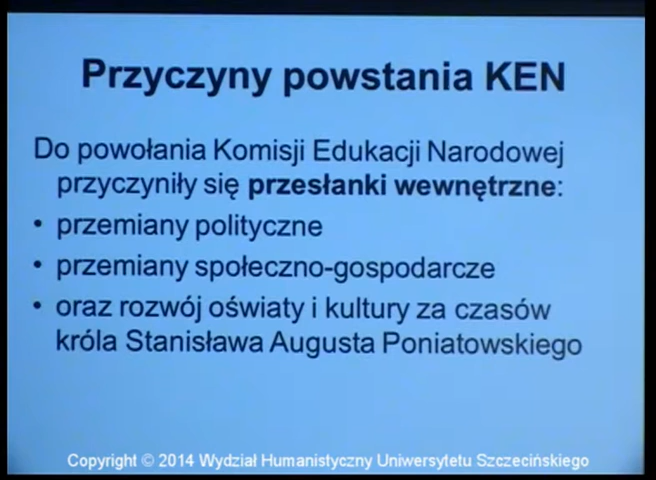 Przyczyny powstania KEN
Do powołania Komisji Edukacji Narodowej
przyczyniły się przesłanki wewnętrzne:
• przemiany polityczne
• przemiany społeczno-gospodarcze
• oraz rozwój oświaty i kultury za czasów
króla Stanisława Augusta Poniatowskiego
Copyright © 2014 Wydział Humanistyczny Uniwersytetu Szczecińskiego